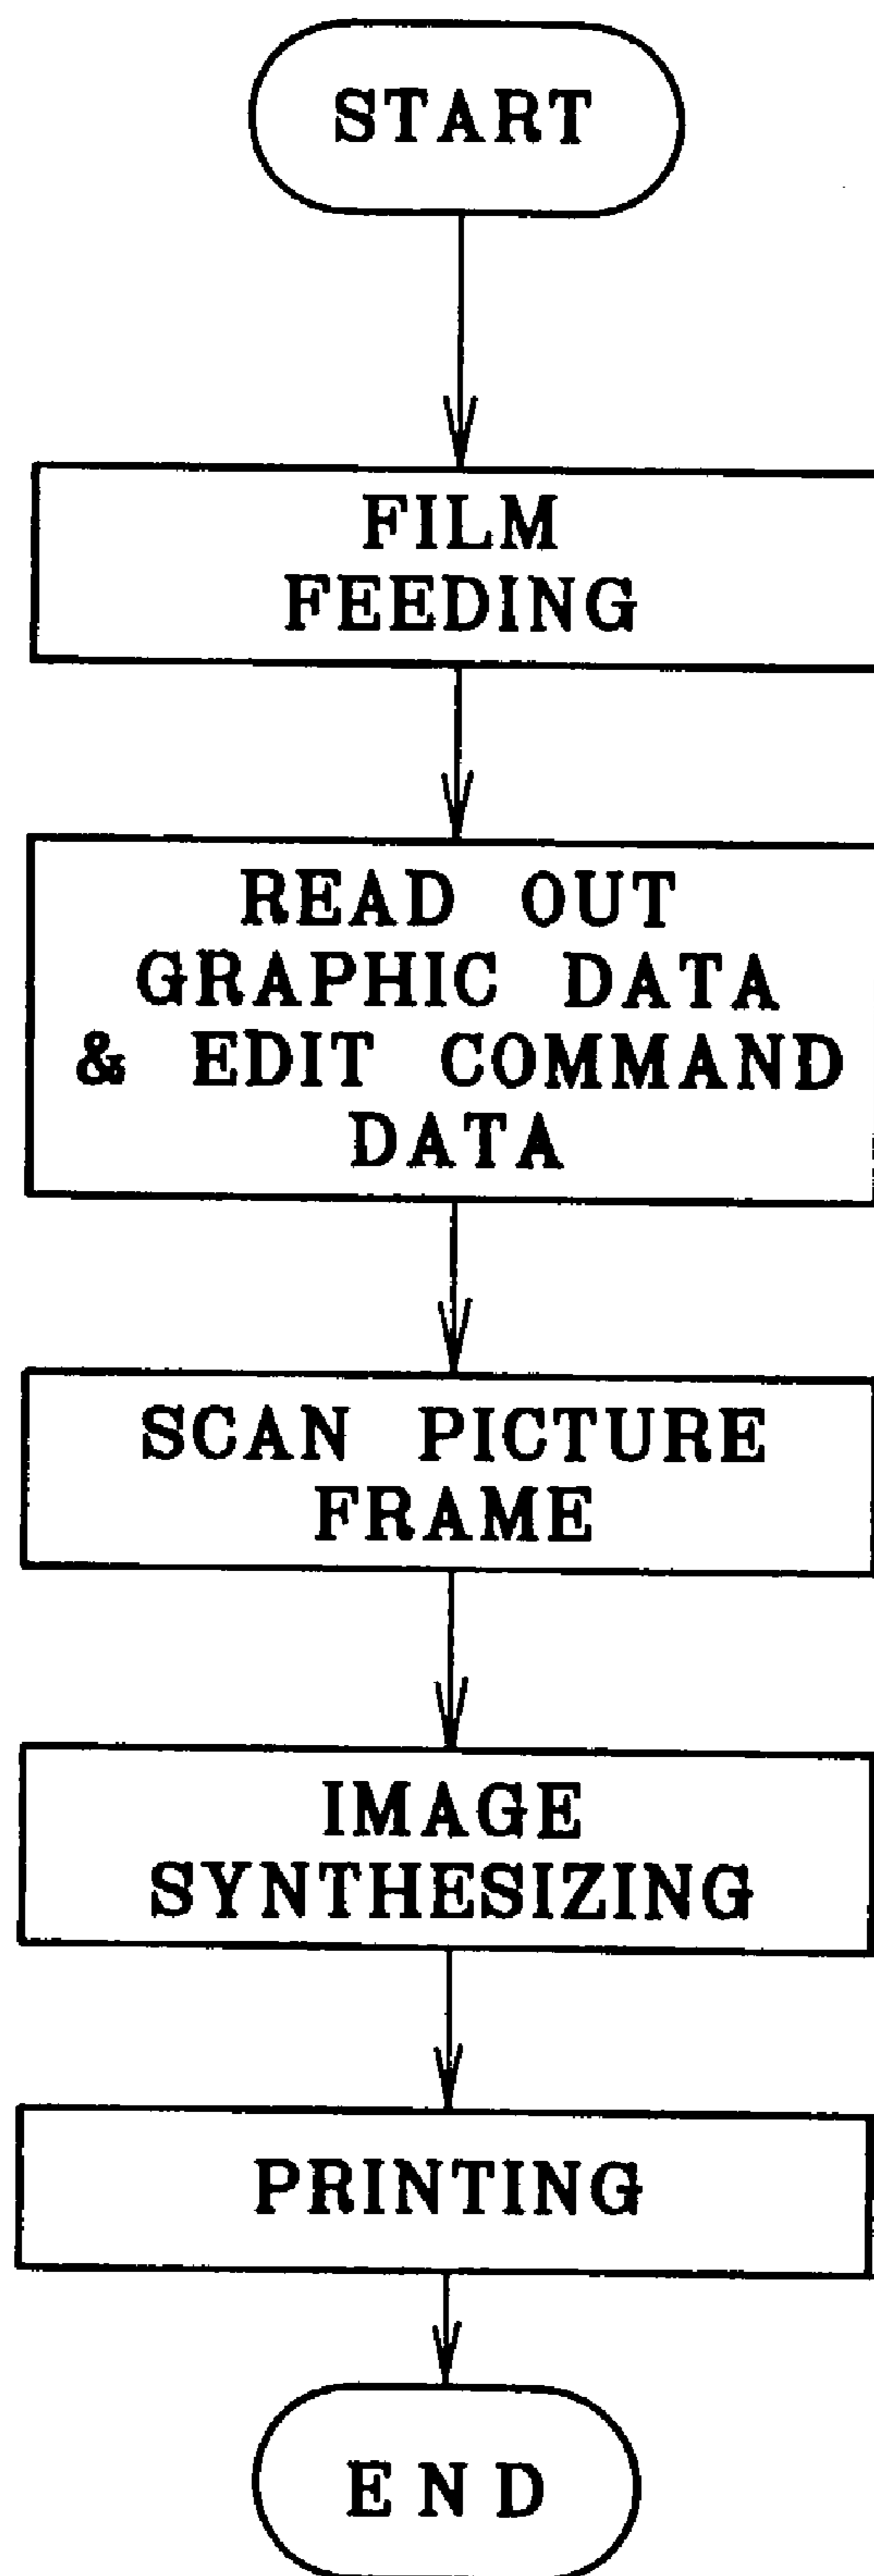 START
FILM
FEEDING
READ OUT
GRAPHIC DATA
& EDIT COMMAND
DATA
SCAN PICTURE
FRAME
IMAGE
SYNTHESIZING
PRINTING
END